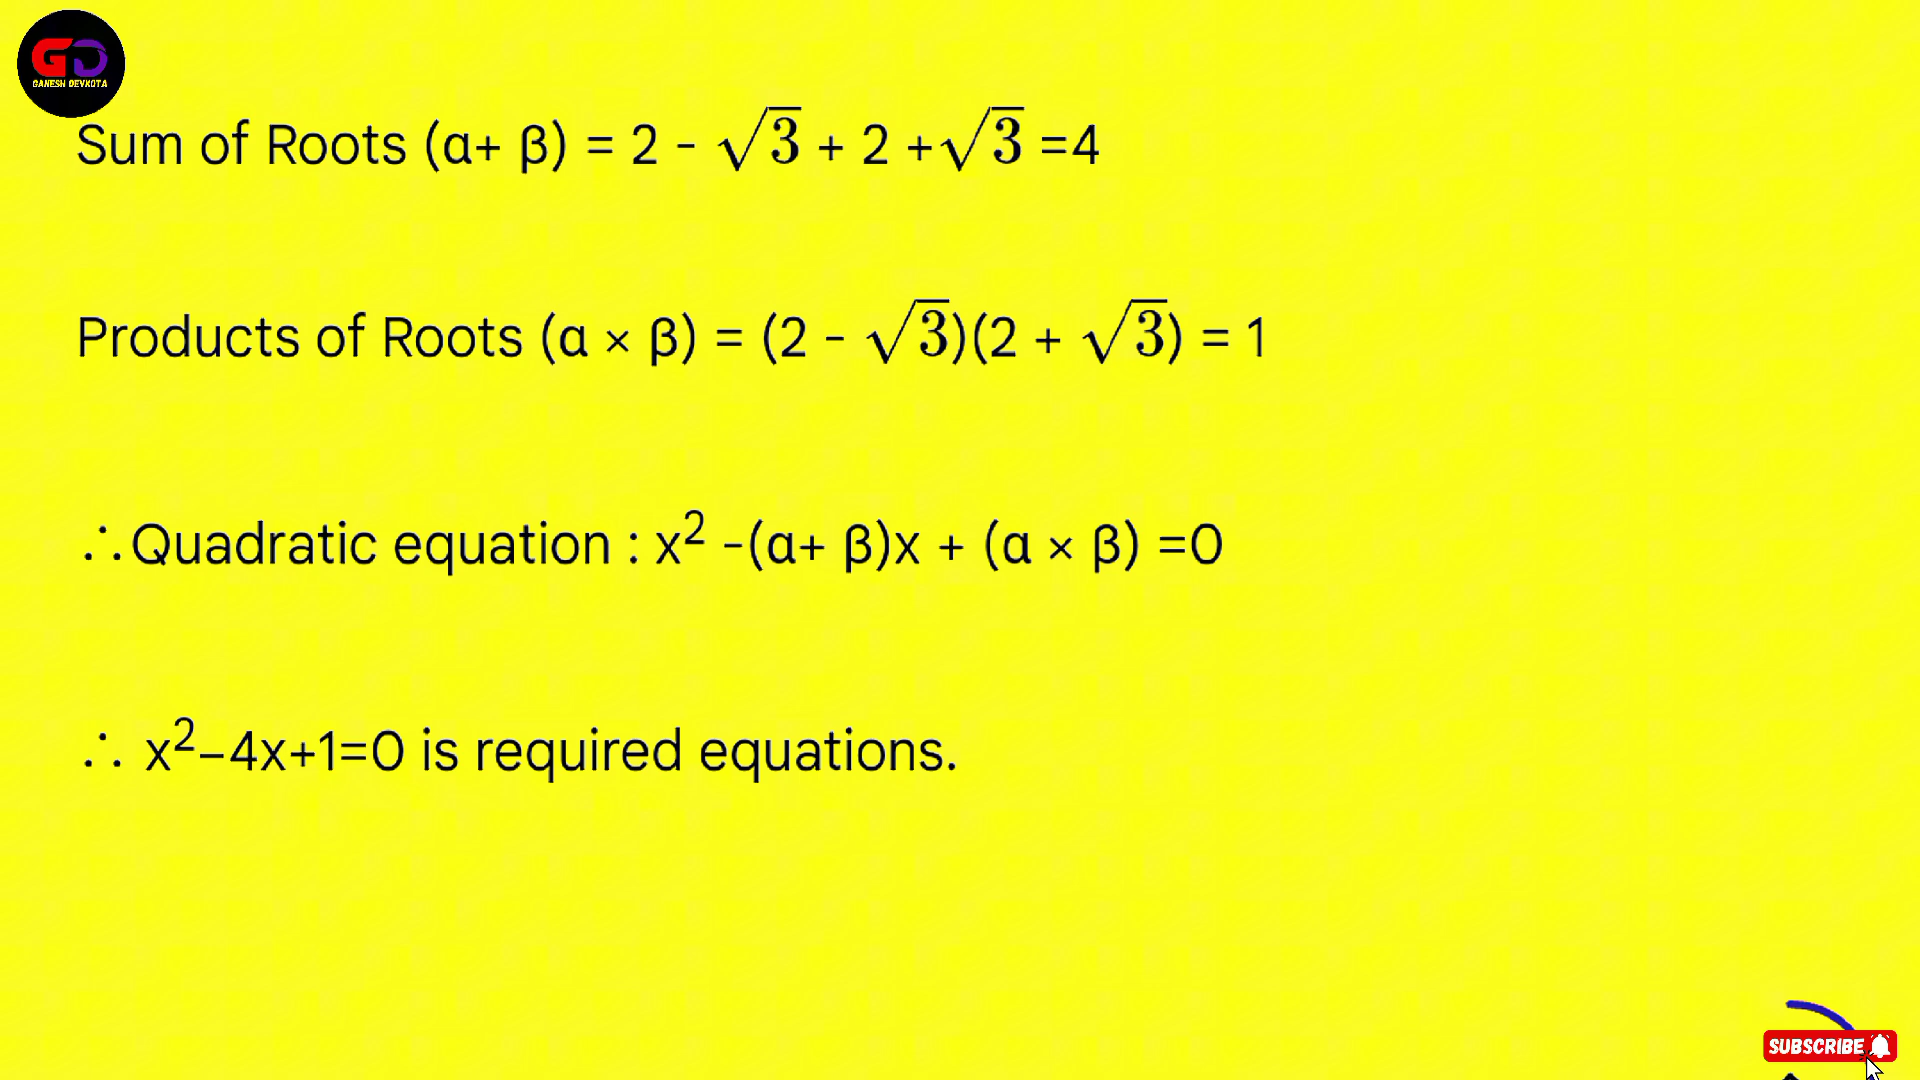 GD
GANESH DEVKOTA
Sum of Roots (α+ β) = 2 - √3 + 2 +√3 =4
Products of Roots (α × β) = (2 - √3)(2 + √3) = 1
∴Quadratic equation : x² -(α+ β)x + (α × β) =0
∴ x²–4x+1=0 is required equations.
SUBSCRIBE